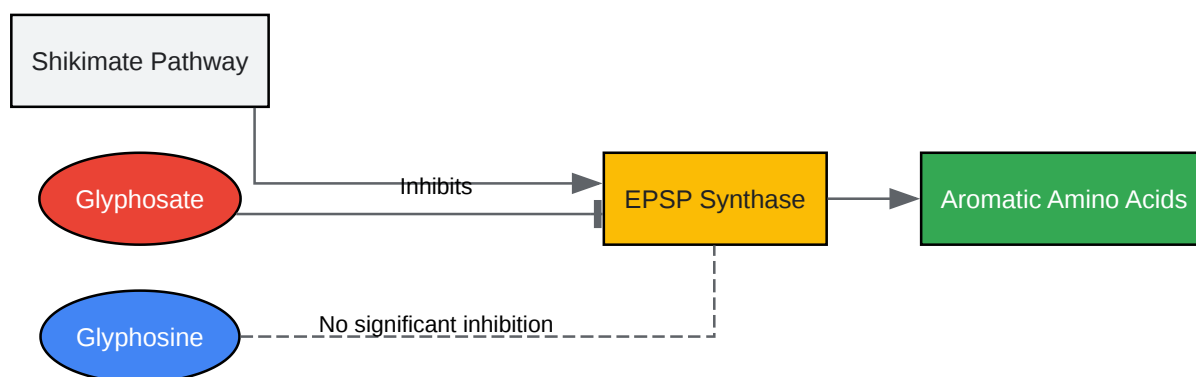 Shikimate Pathway
Glyphosate
Inhibits
EPSP Synthase
Aromatic Amino Acids
Glyphosine
No significant inhibition